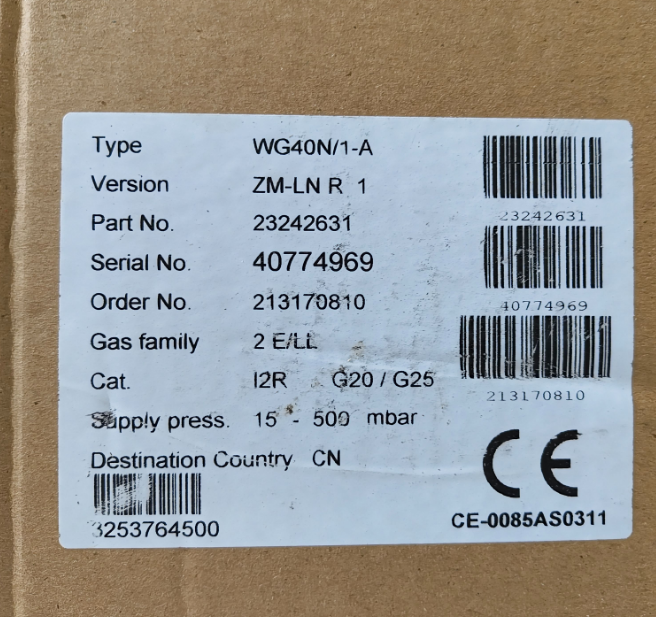 Type WG40N/1-A
Version ZM-LN R 1
Part No. 23242631
23242631
Serial No. 40774969
Order No. 213170810
40774969
Gas family 2 E/LL
Cat. I2R G20 / G25
213170810
Supply press. 15 - 500 mbar
Destination Country CN
CE
3253764500
CE-0085AS0311